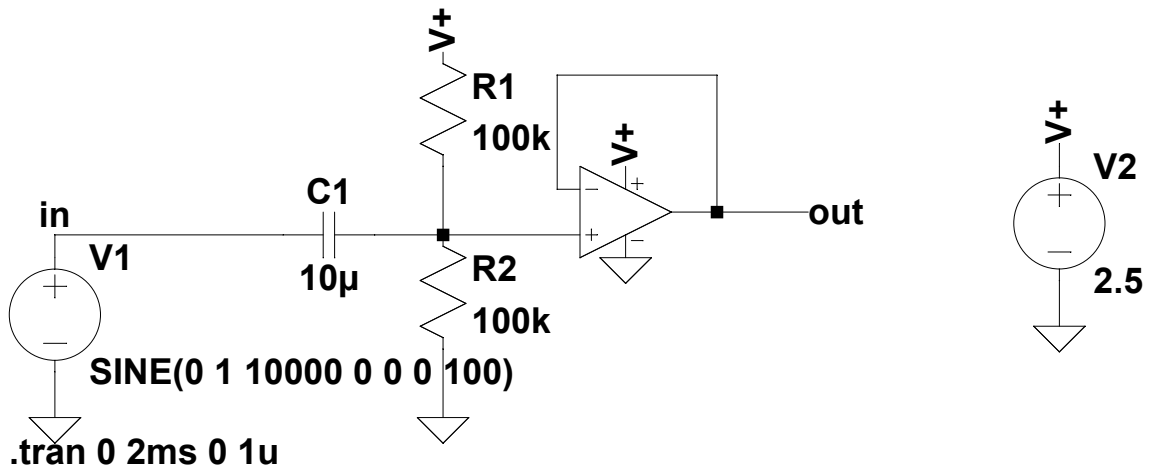 V+
R1
100k
V+
V+
V2
C1
in
out
V1
10µ
R2
2.5
100k
SINE(0 1 10000 0 0 0 100)
.tran 0 2ms 0 1u